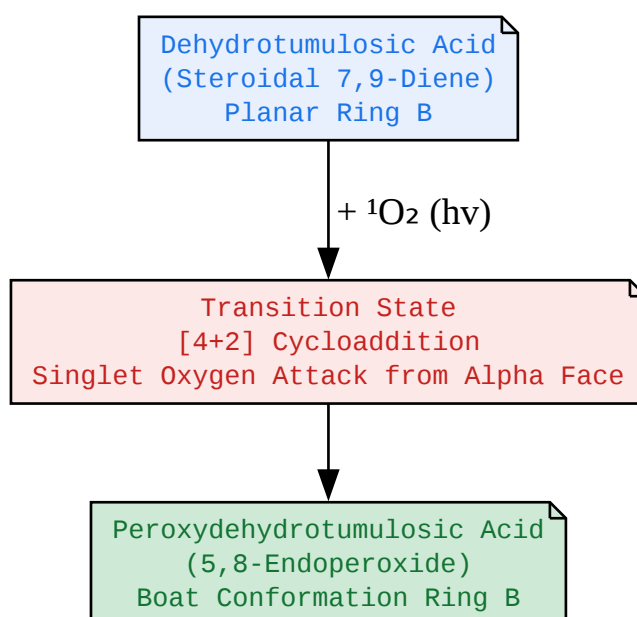 Dehydrotumulosic Acid
(Steroidal 7,9-Diene)
Planar Ring B
+ ¹O₂ (hv)
Transition State
[4+2] Cycloaddition
Singlet Oxygen Attack from Alpha Face
Peroxydehydrotumulosic Acid
(5,8-Endoperoxide)
Boat Conformation Ring B